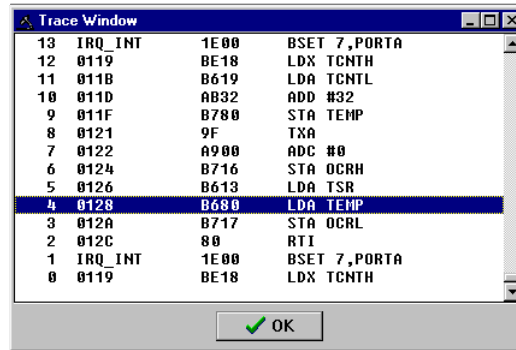 Trace Window
13 IRQ_INT 1E00 BSET 7,PORTA
12 0119 BE18 LDX TCNTH
11 011B B619 LDA TCNTL
10 011D AB32 ADD #32
9 011F B780 STA TEMP
8 0121 9F TXA
7 0122 A900 ADC #0
6 0124 B716 STA OCRH
5 0126 B613 LDA TSR
4 0128 B680 LDA TEMP
3 012A B717 STA OCRL
2 012C 80 RTI
1 IRQ_INT 1E00 BSET 7,PORTA
0 0119 BE18 LDX TCNTH
OK